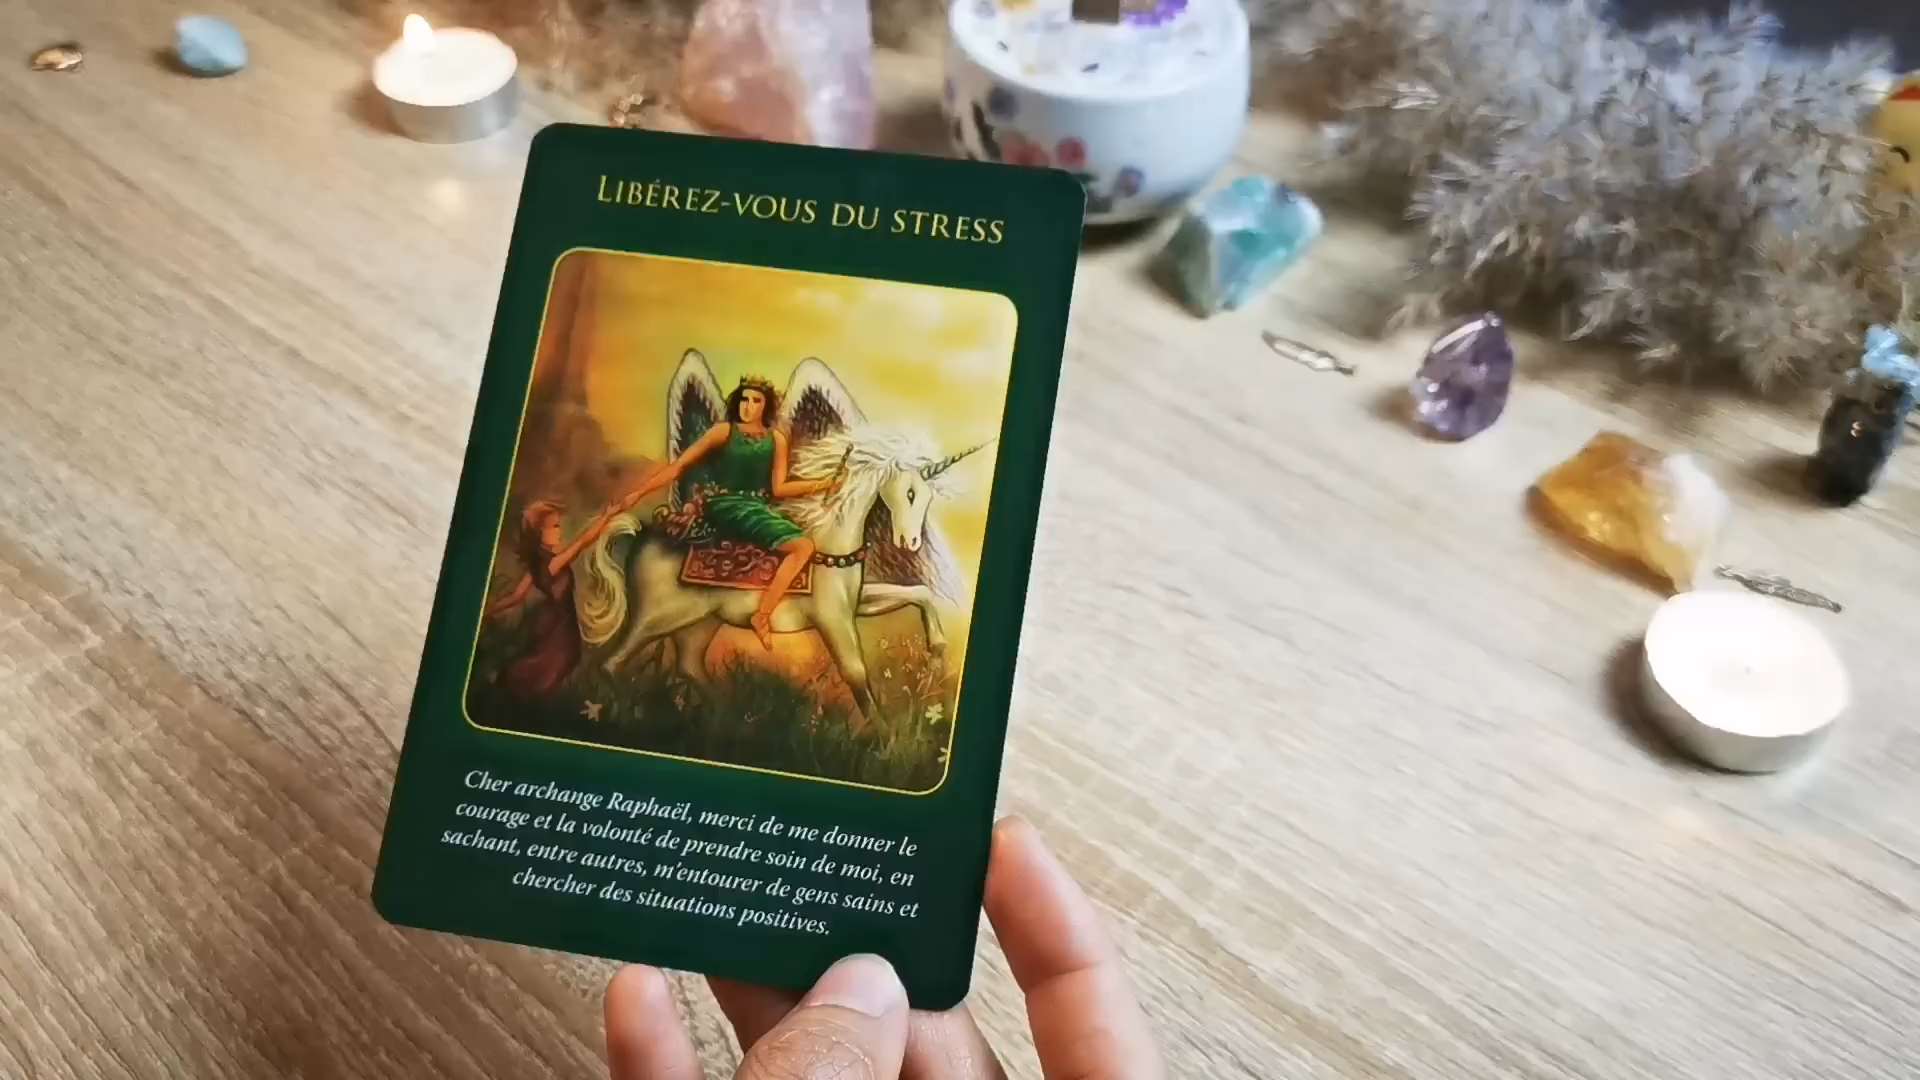 LIBÉREZ-VOUS DU STRESS
Cher archange Raphaël, merci de me donner le
courage et la volonté de prendre soin de moi, en
sachant, entre autres, m'entourer de gens sains et
chercher des situations positives.